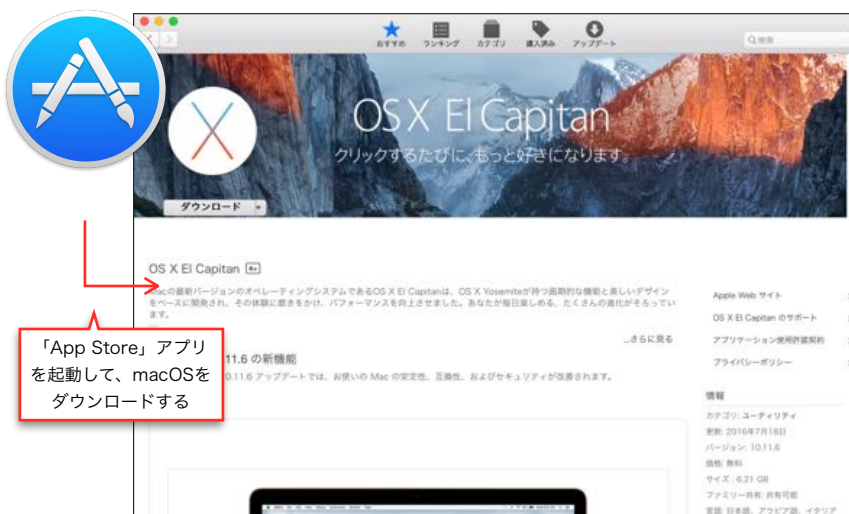 おすすめ ランキング カテゴリ 購入済み アップデート
検索
OS X El Capitan
クリックするたびに、もっと好きになります。
ダウンロード
OS X El Capitan 4+
Macの最新バージョンのオペレーティングシステムであるOS X El Capitanは、OS X Yosemiteが持つ画期的な機能と美しいデザイン
をベースに開発され、その体験に磨きをかけ、パフォーマンスを向上させました。あなたが毎日楽しめる、たくさんの進化がそろってい
ます。
...さらに見る
11.6 の新機能
0.11.6 アップデートでは、お使いの Mac の安定性、互換性、およびセキュリティが改善されます。
「App Store」アプリ
を起動して、macOSを
ダウンロードする
Apple Web サイト
OS X El Capitan のサポート
アプリケーション使用許諾契約
プライバシーポリシー
情報
カテゴリ: ユーティリティ
更新: 2016年7月18日
バージョン: 10.11.6
価格: 無料
サイズ : 6.21 GB
ファミリー共有: 共有可能
言語: 日本語、アラビア語、イタリア